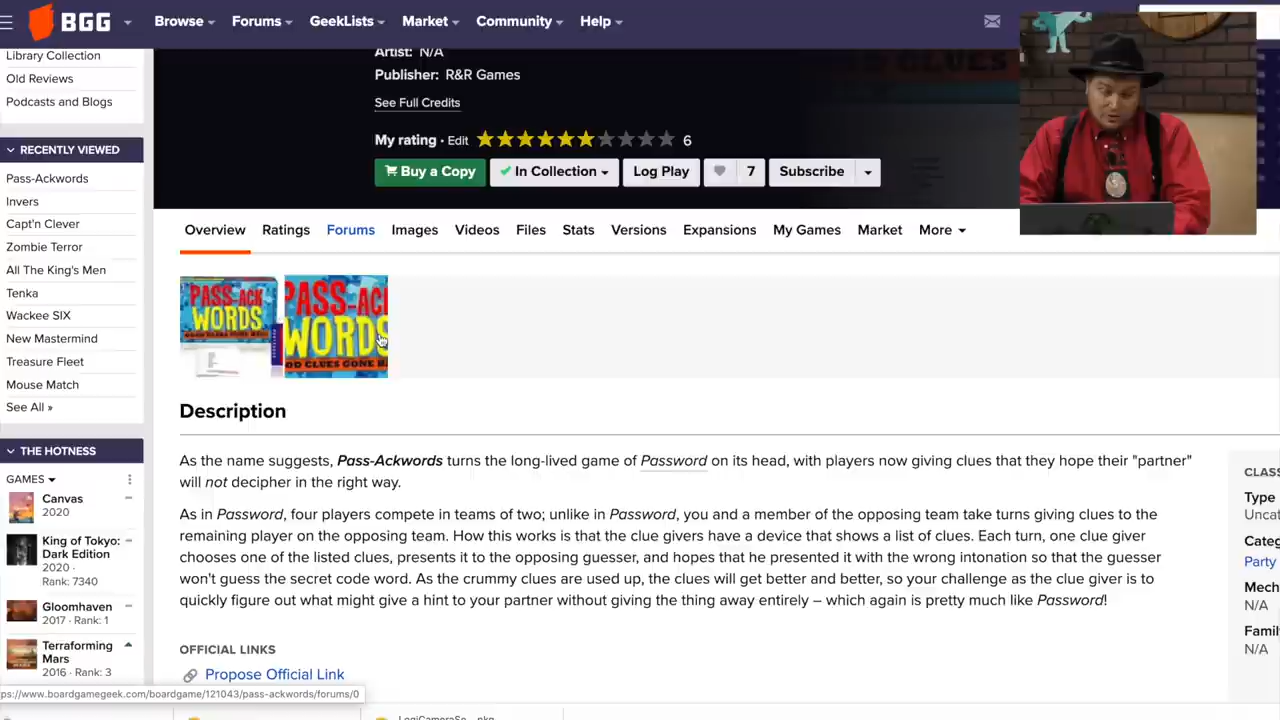 BGG
Browse
Forums
GeekLists
Market
Community
Help
Library Collection
Old Reviews
Podcasts and Blogs
RECENTLY VIEWED
Pass-Ackwords
Invers
Capt'n Clever
Zombie Terror
All The King's Men
Tenka
Wackee SIX
New Mastermind
Treasure Fleet
Mouse Match
See All »
THE HOTNESS
GAMES
Canvas
2020
King of Tokyo:
Dark Edition
2020
Rank: 7340
Gloomhaven
2017 · Rank: 1
Terraforming
Mars
2016 · Rank: 3
Artist: N/A
Publisher: R&R Games
See Full Credits
My rating · Edit 6
Buy a Copy
In Collection
Log Play
7
Subscribe
Overview
Ratings
Forums
Images
Videos
Files
Stats
Versions
Expansions
My Games
Market
More
PASS-ACK
WORDS
PASS-ACK
WORDS
OD CLUES GONE
Description
As the name suggests, Pass-Ackwords turns the long-lived game of Password on its head, with players now giving clues that they hope their "partner"
will not decipher in the right way.
As in Password, four players compete in teams of two; unlike in Password, you and a member of the opposing team take turns giving clues to the
remaining player on the opposing team. How this works is that the clue givers have a device that shows a list of clues. Each turn, one clue giver
chooses one of the listed clues, presents it to the opposing guesser, and hopes that he presented it with the wrong intonation so that the guesser
won't guess the secret code word. As the crummy clues are used up, the clues will get better and better, so your challenge as the clue giver is to
quickly figure out what might give a hint to your partner without giving the thing away entirely – which again is pretty much like Password!
OFFICIAL LINKS
Propose Official Link
CLASS
Type
Uncat
Categ
Party
Mech
N/A
Famil
N/A
ps://www.boardgamegeek.com/boardgame/121043/pass-ackwords/forums/0